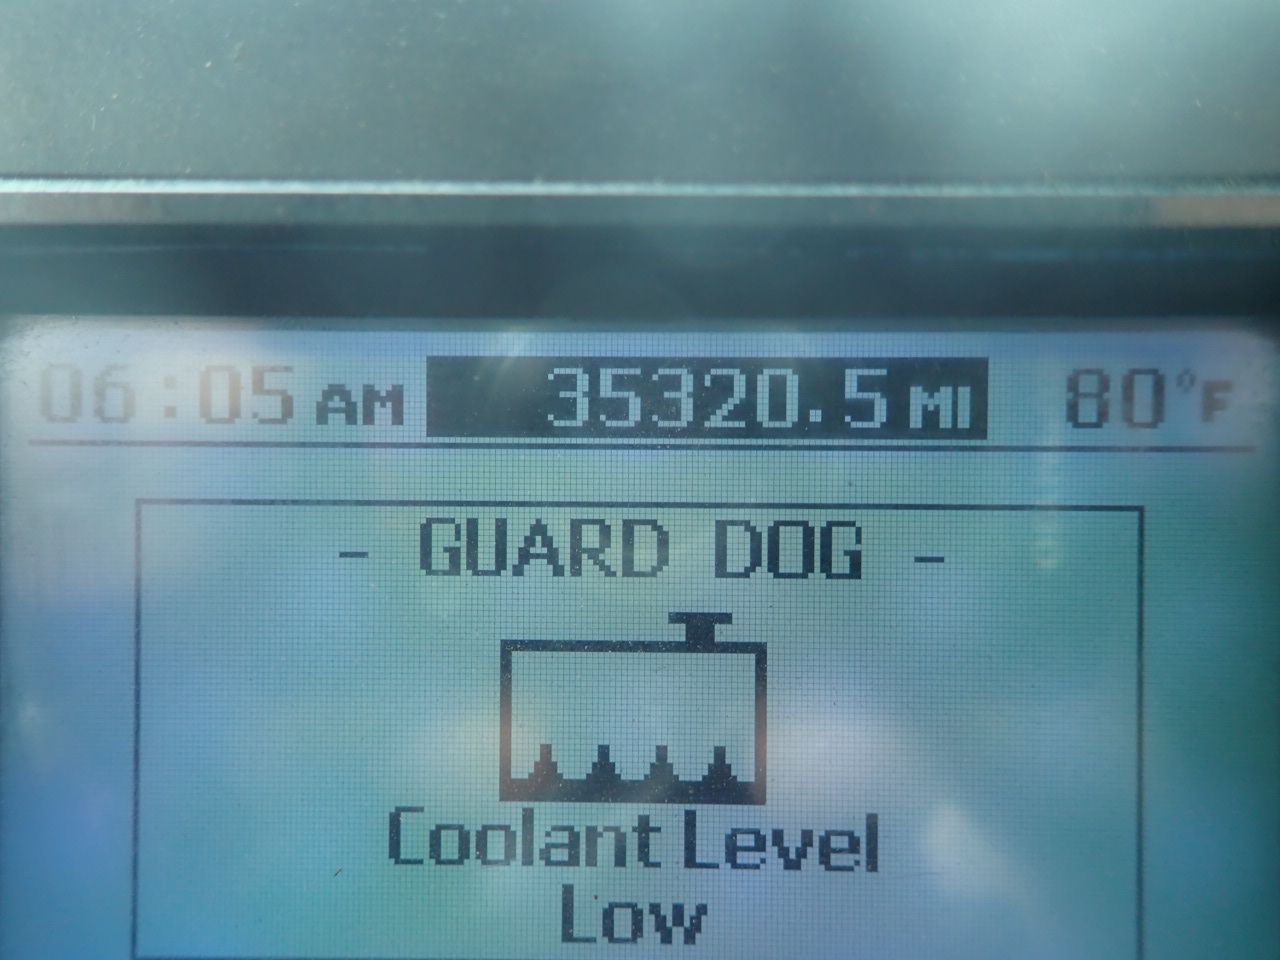 06:05 AM 35320.5 MI 80°F
- GUARD DOG -
Coolant Level
Low